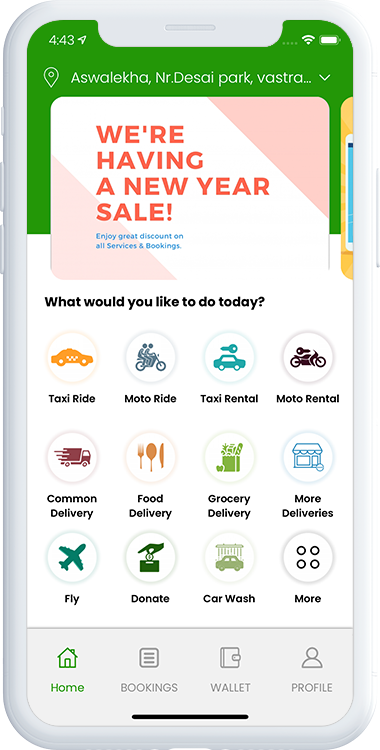 4:43
Aswalekha, Nr.Desai park, vastra...
WE'RE
HAVING
A NEW YEAR
SALE!
Enjoy great discount on
all Services & Bookings.
What would you like to do today?
Taxi Ride
Moto Ride
Taxi Rental
Moto Rental
Common
Delivery
Food
Delivery
Grocery
Delivery
More
Deliveries
Fly
Donate
Car Wash
More
Home
BOOKINGS
WALLET
PROFILE